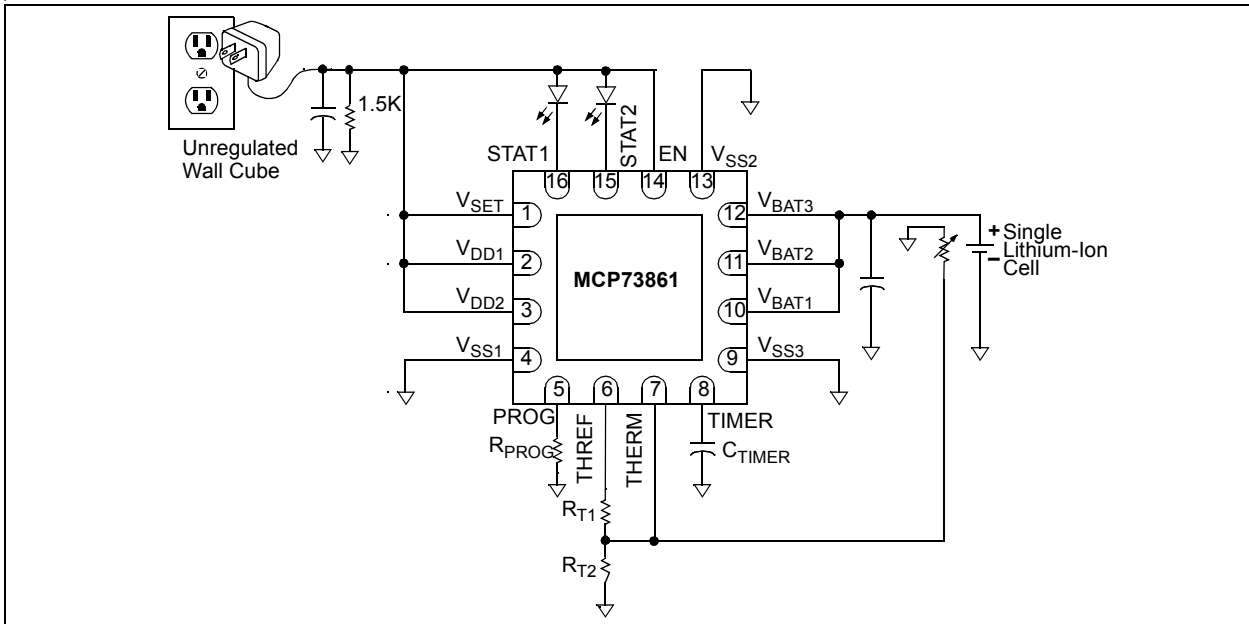 1.5K
Unregulated
Wall Cube
STAT1
STAT2
EN
VSS2
16
15
14
13
VSET
1
12
VBAT3
VDD1
2
11
VBAT2
VDD2
3
10
VBAT1
VSS1
4
9
VSS3
MCP73861
+ Single
Lithium-Ion
– Cell
5
6
7
8
PROG
THREF
THERM
TIMER
RPROG
CTIMER
RT1
RT2